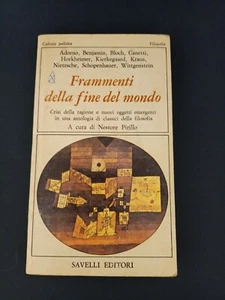 Cultura politica
Filosofia
Adorno, Benjamin, Bloch, Canetti,
Horkheimer, Kierkegaard, Kraus,
Nietzsche, Schopenhauer, Wittgenstein
Frammenti
della fine del mondo
Crisi della ragione e nuovi oggetti emergenti
in una antologia di classici della filosofia
A cura di Nestore Pirillo
SAVELLI EDITORI